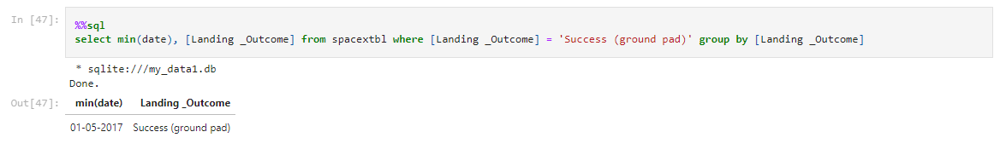 In [47]:
%%sql
select min(date), [Landing _Outcome] from spacextbl where [Landing _Outcome] = 'Success (ground pad)' group by [Landing _Outcome]
* sqlite:///my_data1.db
Done.
Out[47]:
min(date) Landing _Outcome
01-05-2017 Success (ground pad)